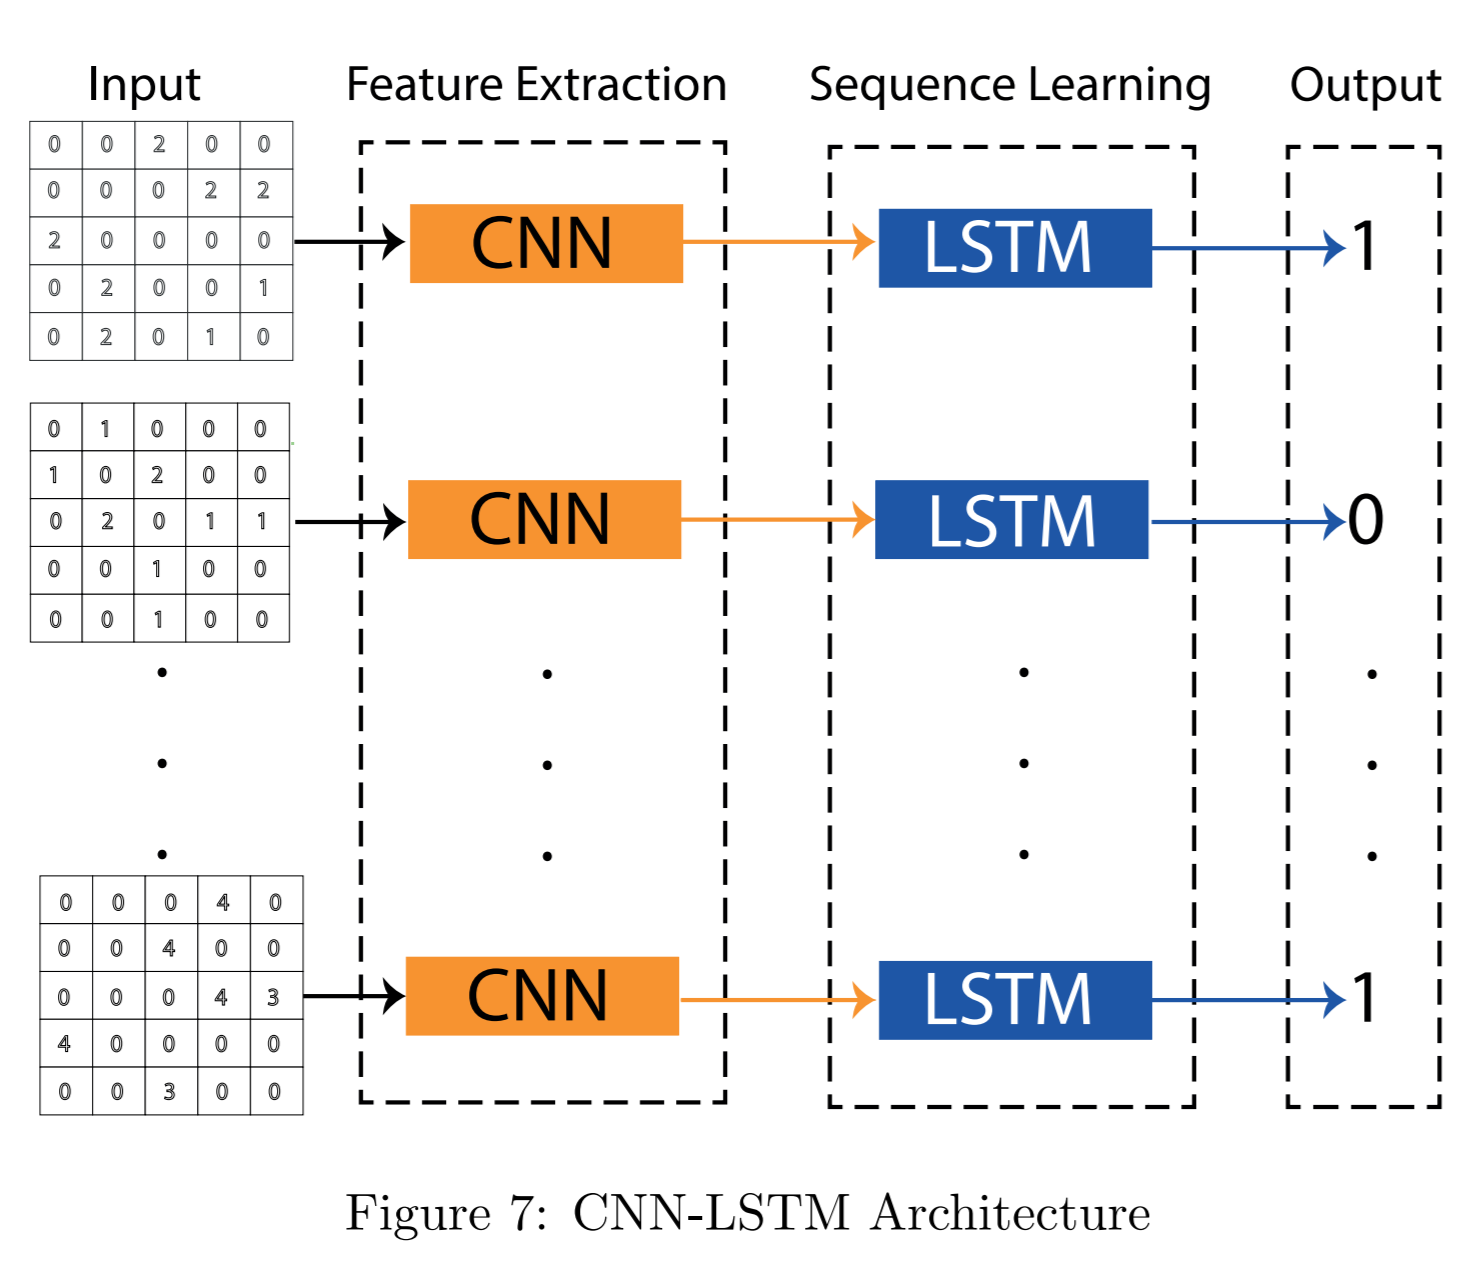 Input Feature Extraction Sequence Learning Output
0 0 2 0 0
0 0 0 2 2
2 0 0 0 0
0 2 0 0 1
0 2 0 1 0
CNN LSTM 1
0 1 0 0 0
1 0 2 0 0
0 2 0 1 1
0 0 1 0 0
0 0 1 0 0
CNN LSTM 0
0 0 0 4 0
0 0 4 0 0
0 0 0 4 3
4 0 0 0 0
0 0 3 0 0
CNN LSTM 1
Figure 7: CNN-LSTM Architecture